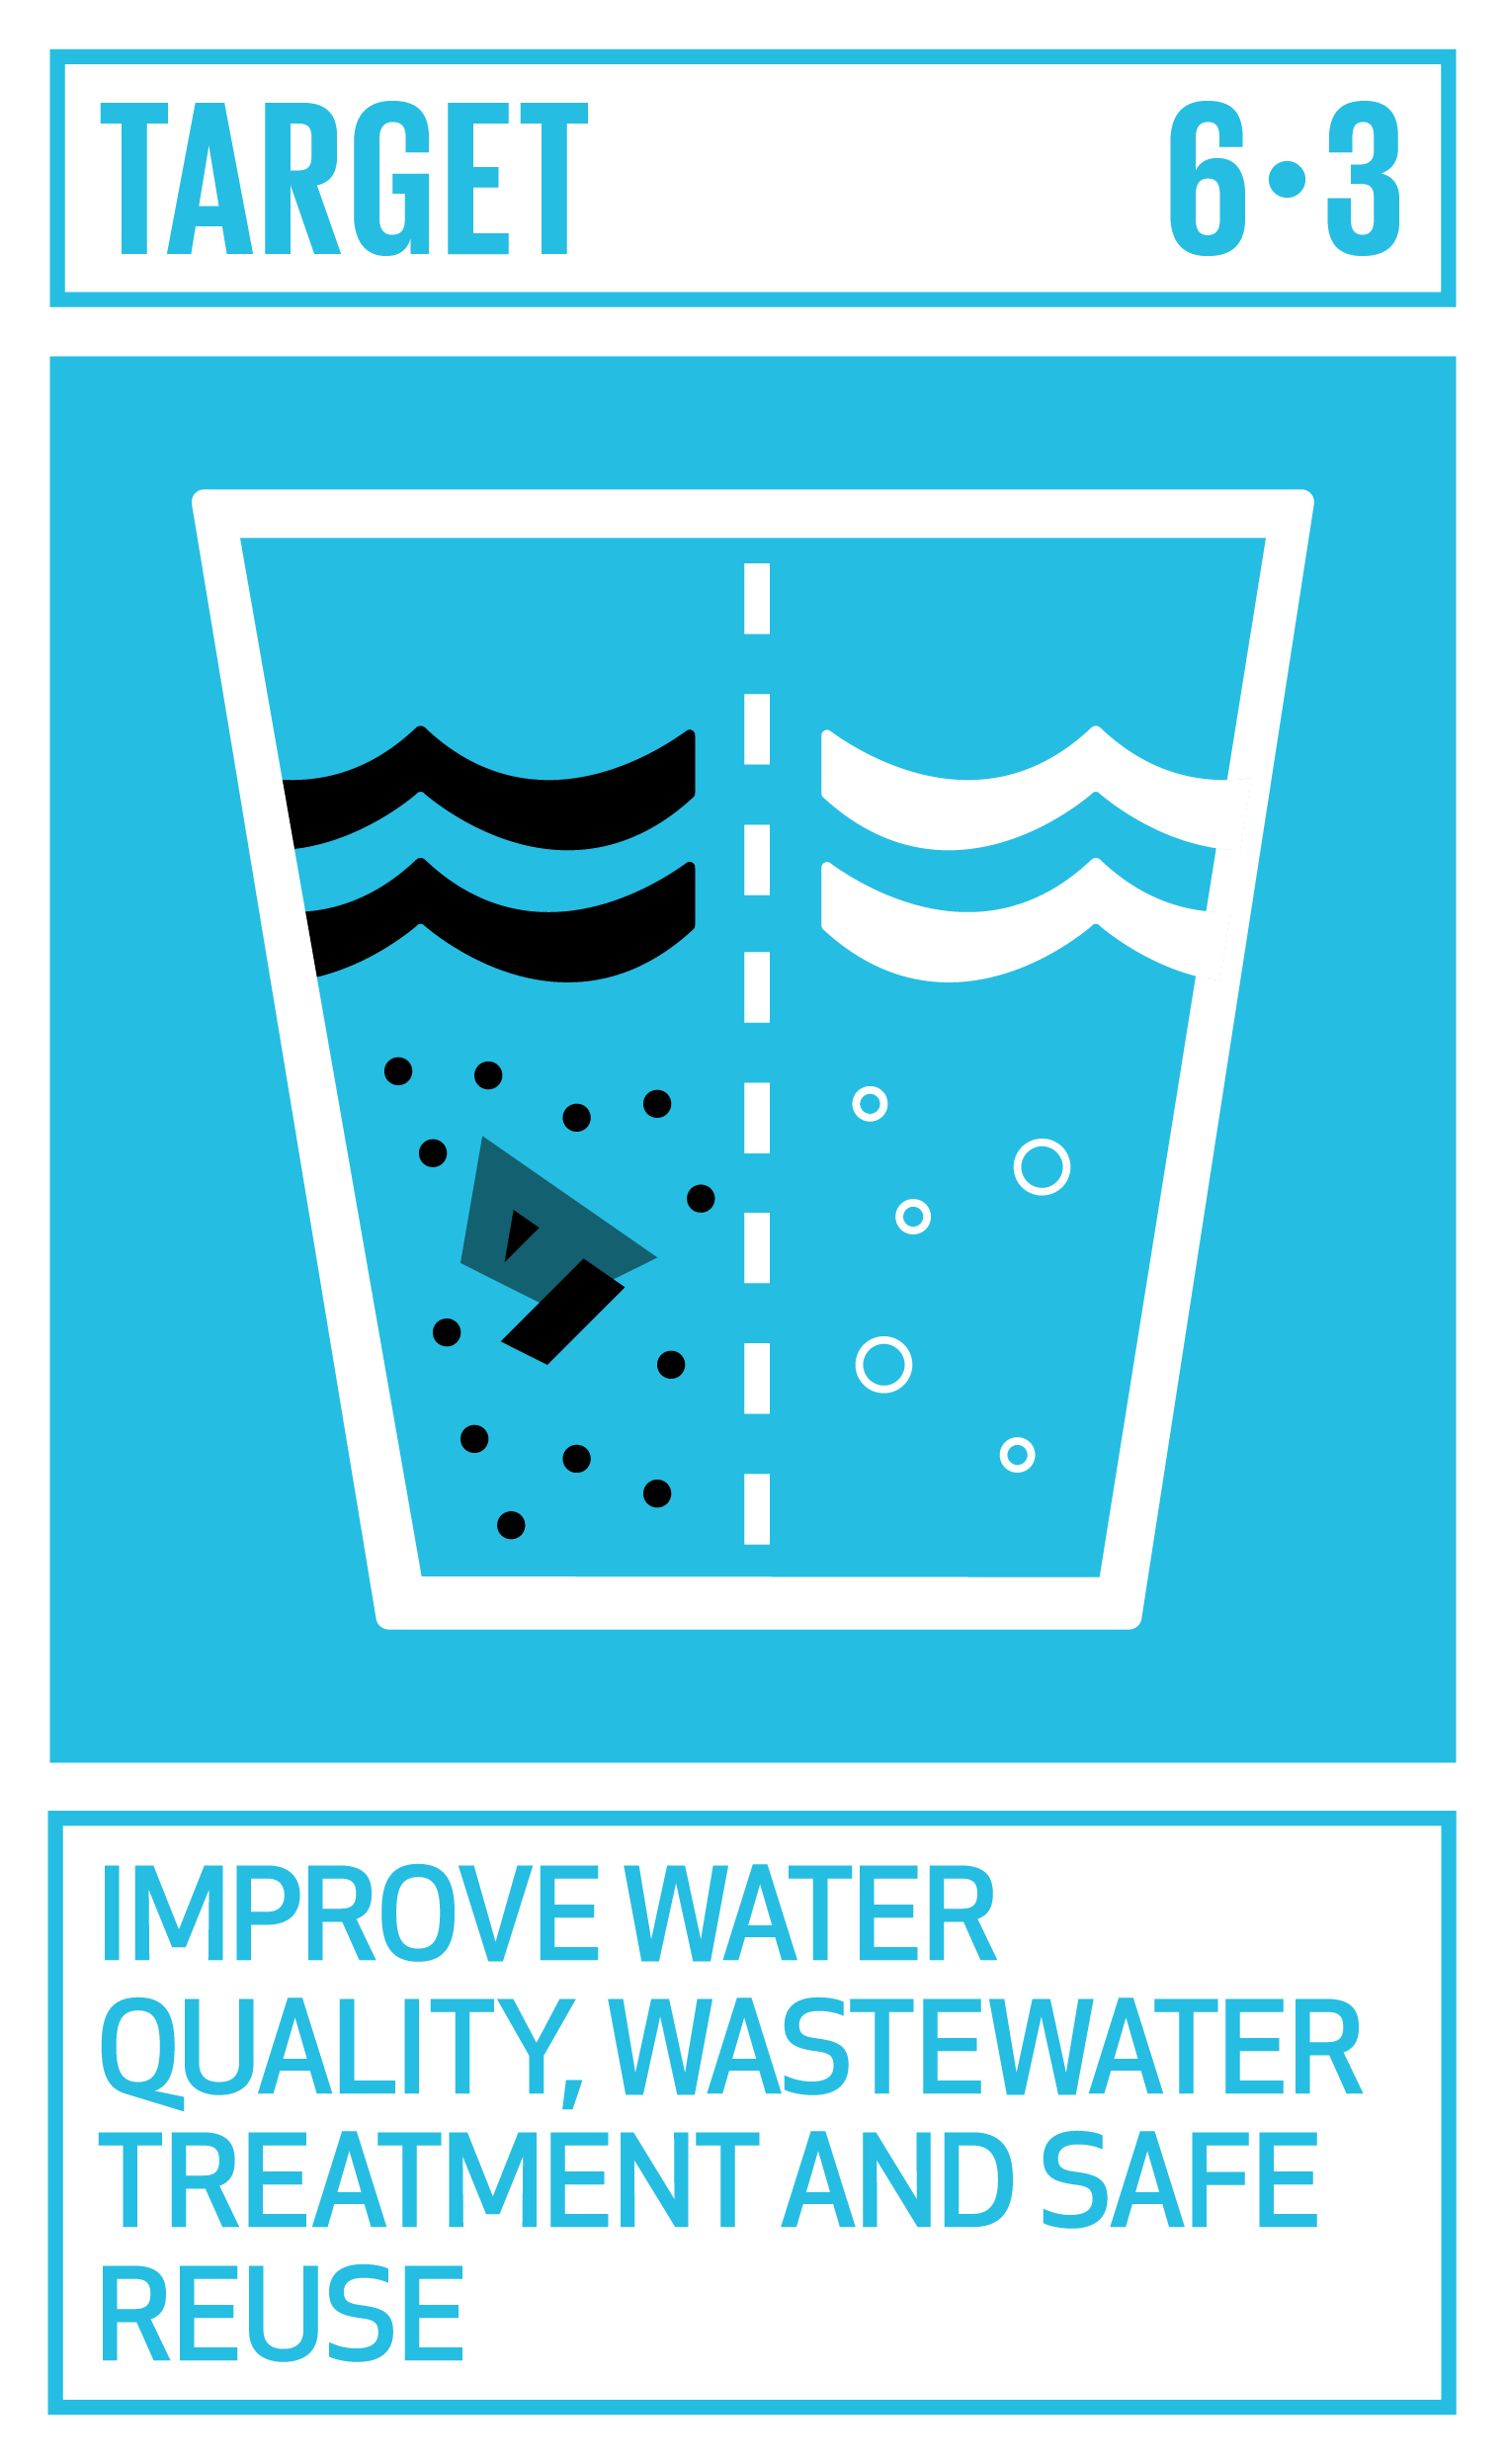 TARGET 6·3
IMPROVE WATER
QUALITY, WASTEWATER
TREATMENT AND SAFE
REUSE